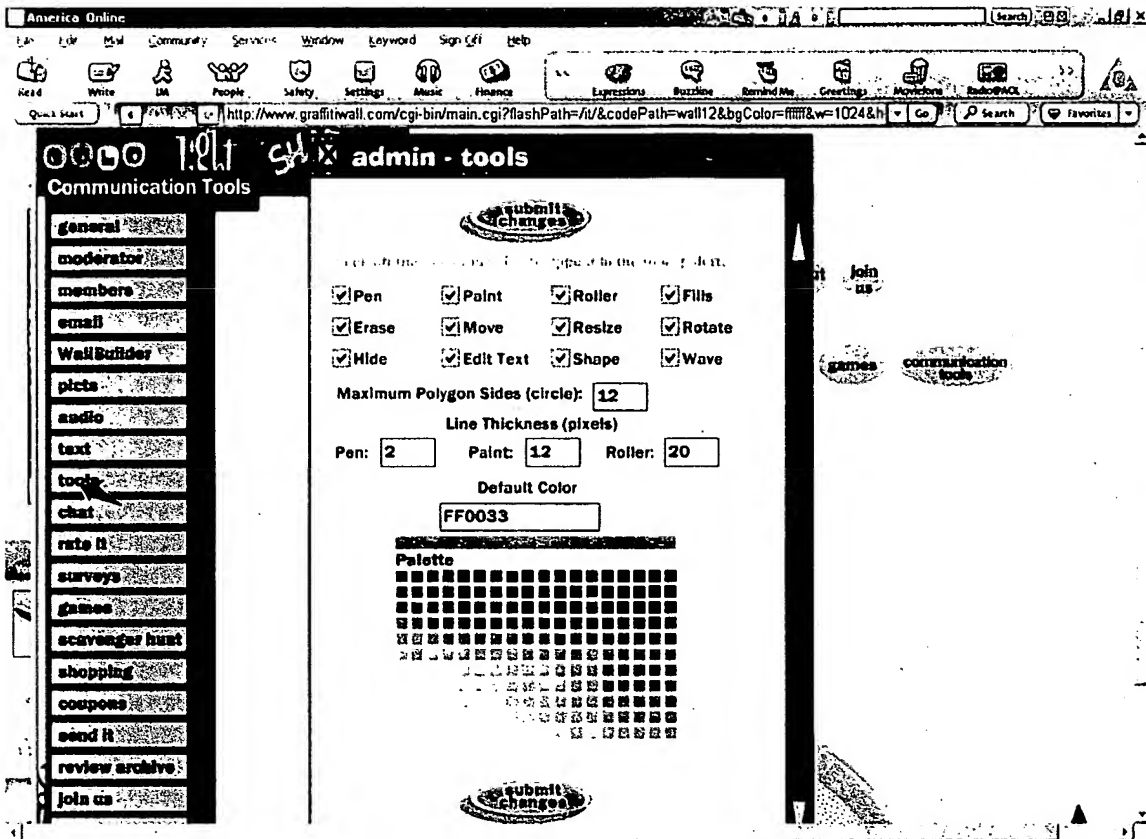 America Online
Search
Edit Mail Community Services Window Keyword Sign Off Help
Read Write IM People Safety Settings Music Finance Expressions Buzzline Remind Me Greetings Moviefone Radio@AOL
Quick Start http://www.graffitiwall.com/cgi-bin/main.cgi?flashPath=/it/&codePath=wall12&bgColor=ffffff&w=1024&h Go Search Favorites
admin - tools
Communication Tools
submit changes
general
moderator
members
email
WallBuilder
picts
audio
text
tools
chat
rate it
surveys
games
scavenger hunt
shopping
coupons
send it
review archive
join us
Pen Paint Roller Fills
Erase Move Resize Rotate
Hide Edit Text Shape Wave
Maximum Polygon Sides (circle): 12
Line Thickness (pixels)
Pen: 2 Paint: 12 Roller: 20
Default Color
FF0033
Palette
submit changes
join us
games
communication tools